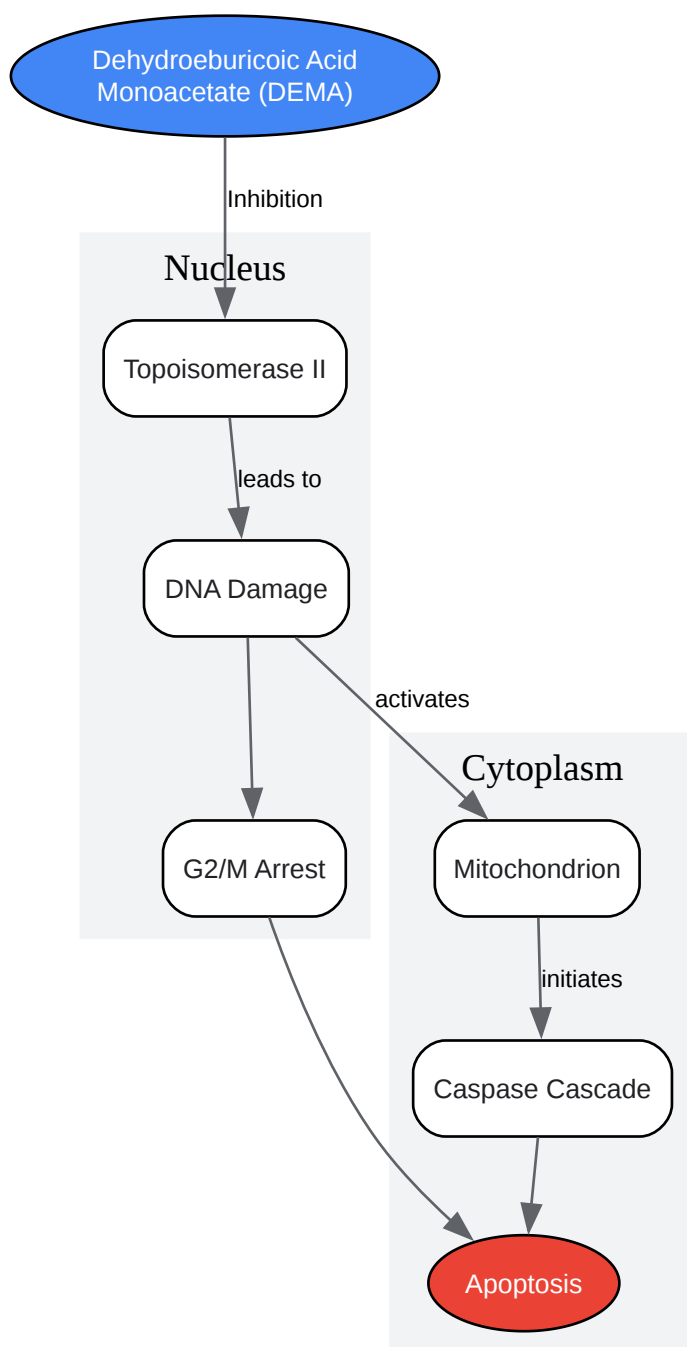 Dehydroeburicoic Acid
Monoacetate (DEMA)
Inhibition
Nucleus
Topoisomerase II
leads to
DNA Damage
activates
Cytoplasm
G2/M Arrest
Mitochondrion
initiates
Caspase Cascade
Apoptosis